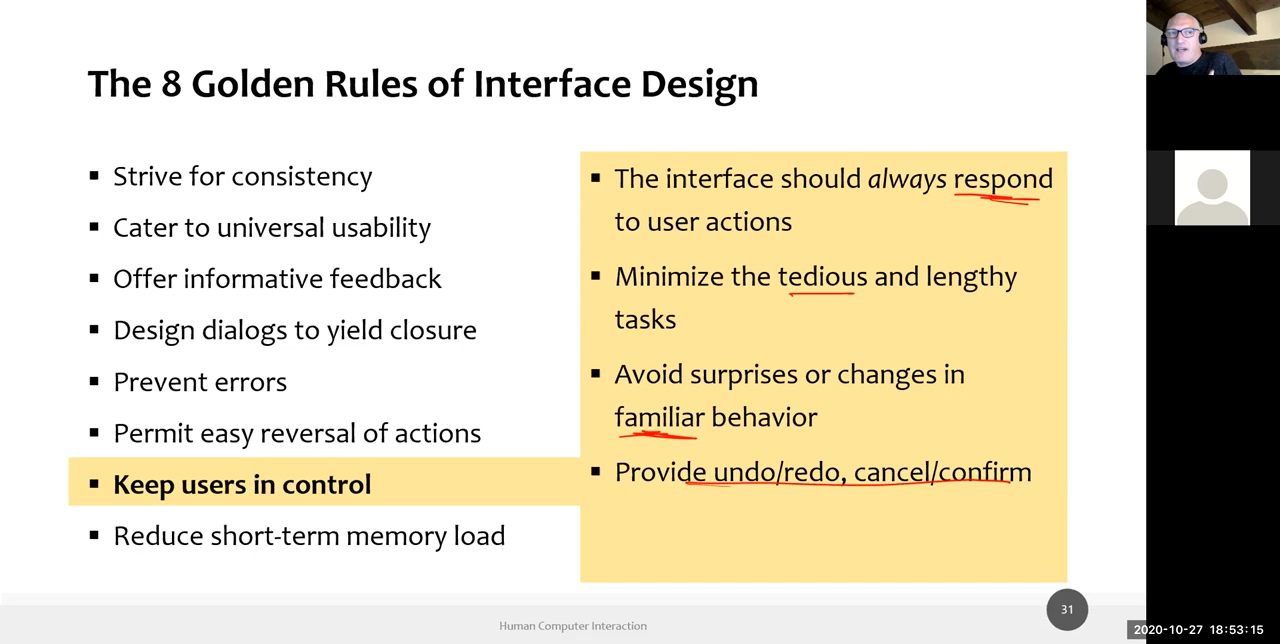 The 8 Golden Rules of Interface Design
▪ Strive for consistency
▪ Cater to universal usability
▪ Offer informative feedback
▪ Design dialogs to yield closure
▪ Prevent errors
▪ Permit easy reversal of actions
▪ Keep users in control
▪ Reduce short-term memory load
▪ The interface should always respond
to user actions
▪ Minimize the tedious and lengthy
tasks
▪ Avoid surprises or changes in
familiar behavior
▪ Provide undo/redo, cancel/confirm
Human Computer Interaction
31
2020-10-27 18:53:15